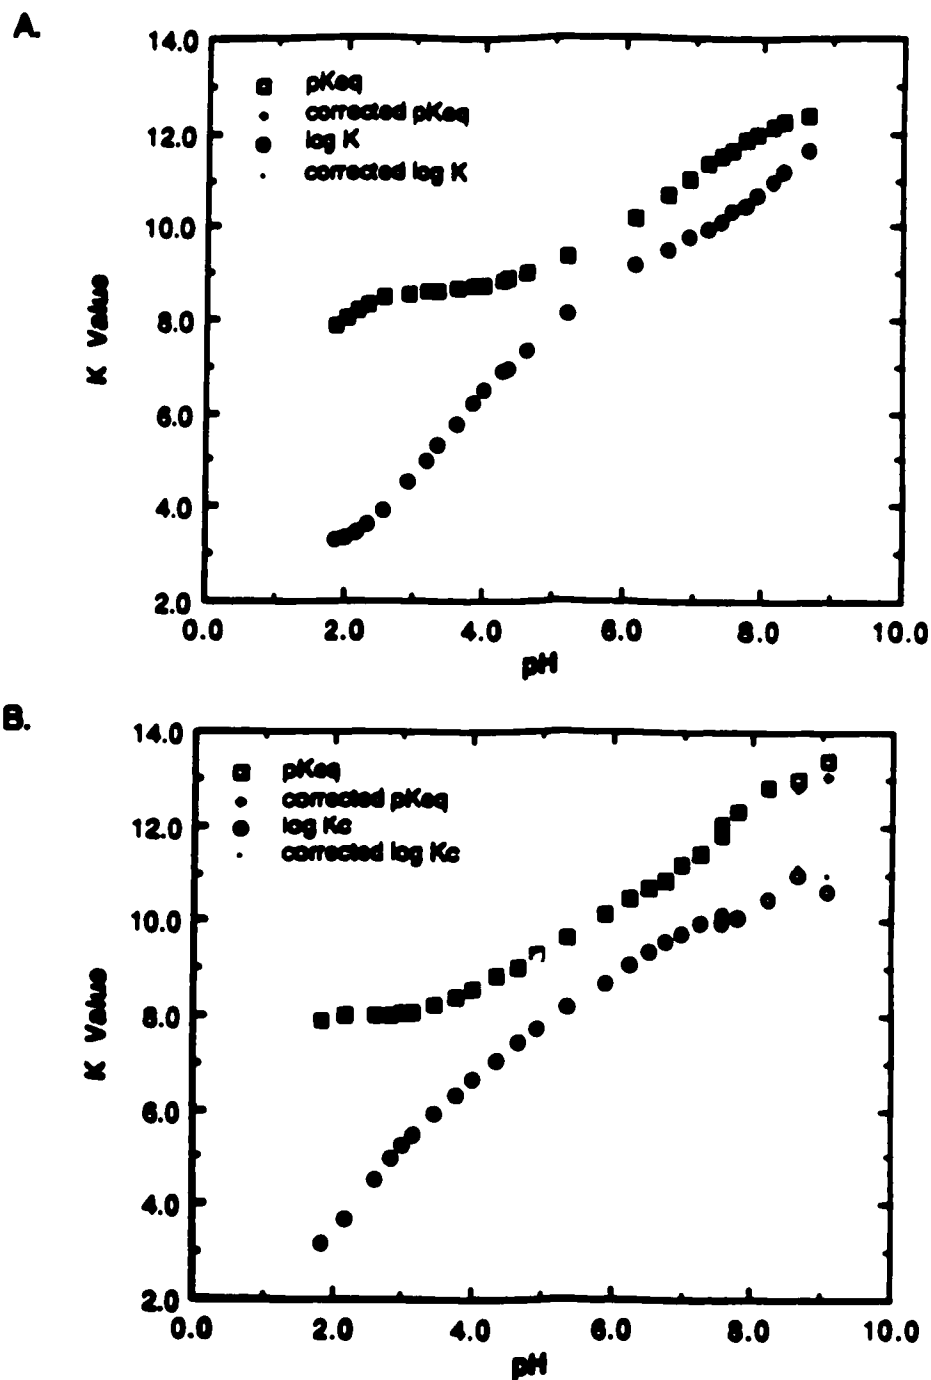 A.
14.0
12.0
10.0
8.0
6.0
4.0
2.0
K Value
pKeq
corrected pKeq
log K
corrected log K
0.0 2.0 4.0 6.0 8.0 10.0
pH
B.
14.0
12.0
10.0
8.0
6.0
4.0
2.0
K Value
pKeq
corrected pKeq
log Kc
corrected log Kc
0.0 2.0 4.0 6.0 8.0 10.0
pH